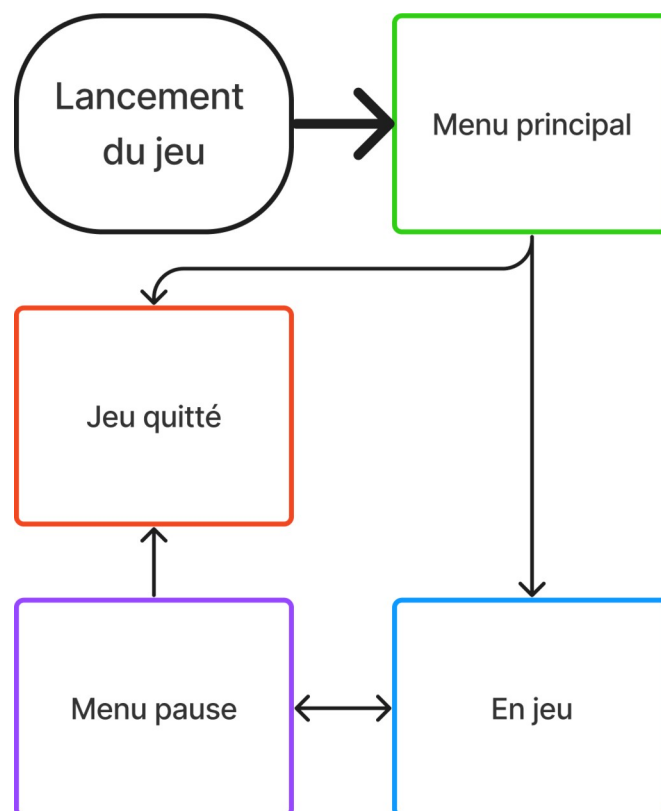 Lancement
du jeu
Menu principal
Jeu quitté
Menu pause
En jeu